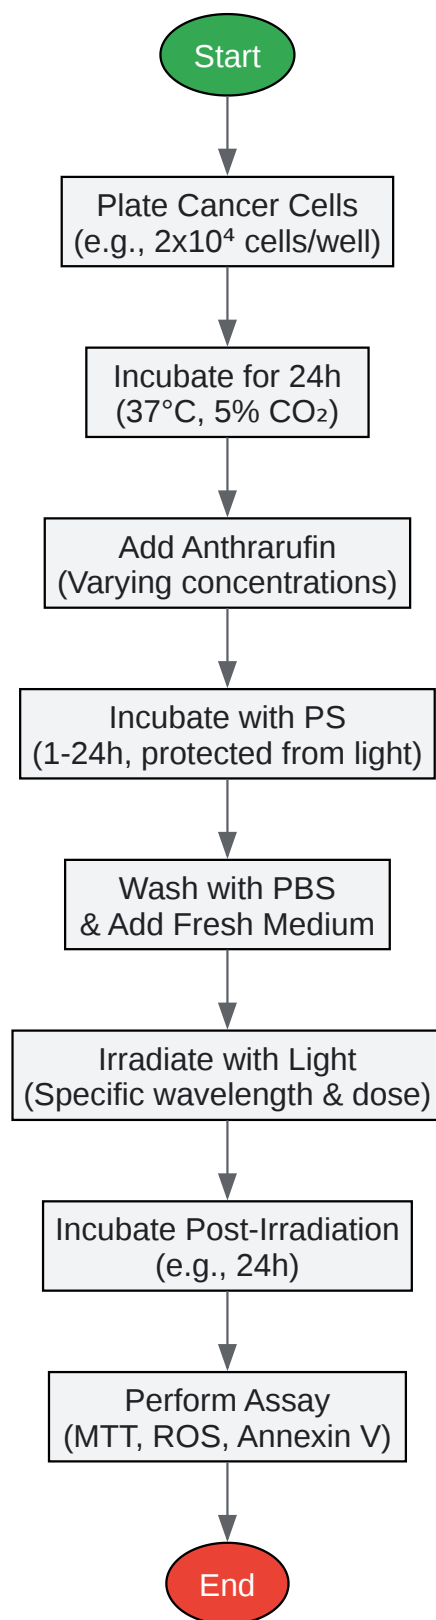 Start
Plate Cancer Cells
(e.g., 2x10⁴ cells/well)
Incubate for 24h
(37°C, 5% CO₂)
Add Anthrarufin
(Varying concentrations)
Incubate with PS
(1-24h, protected from light)
Wash with PBS
& Add Fresh Medium
Irradiate with Light
(Specific wavelength & dose)
Incubate Post-Irradiation
(e.g., 24h)
Perform Assay
(MTT, ROS, Annexin V)
End